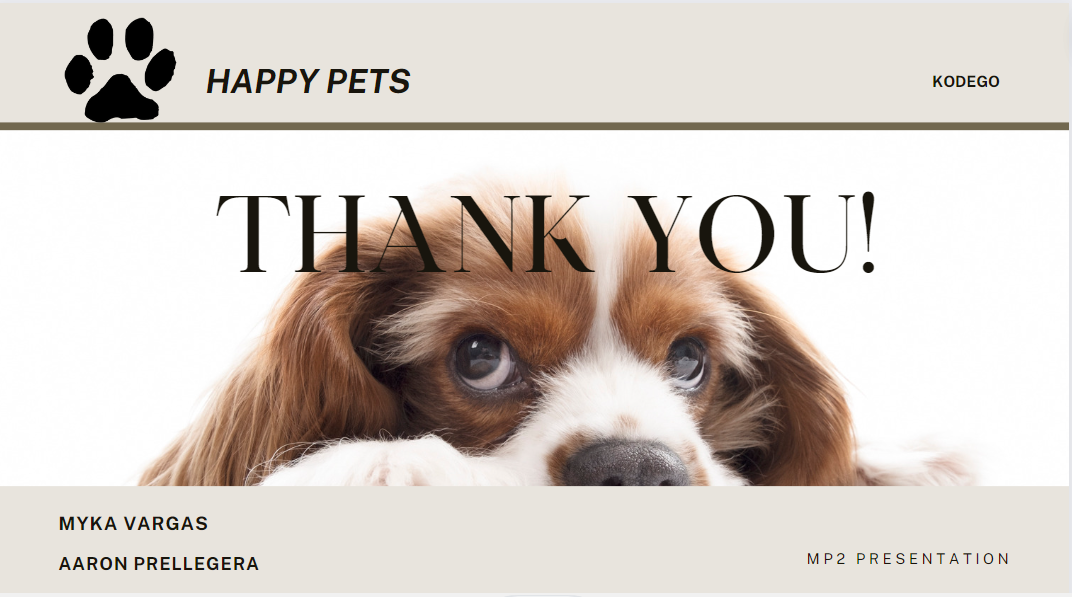 HAPPY PETS
KODEGO
THANK YOU!
MYKA VARGAS
AARON PRELLEGERA
MP2 PRESENTATION